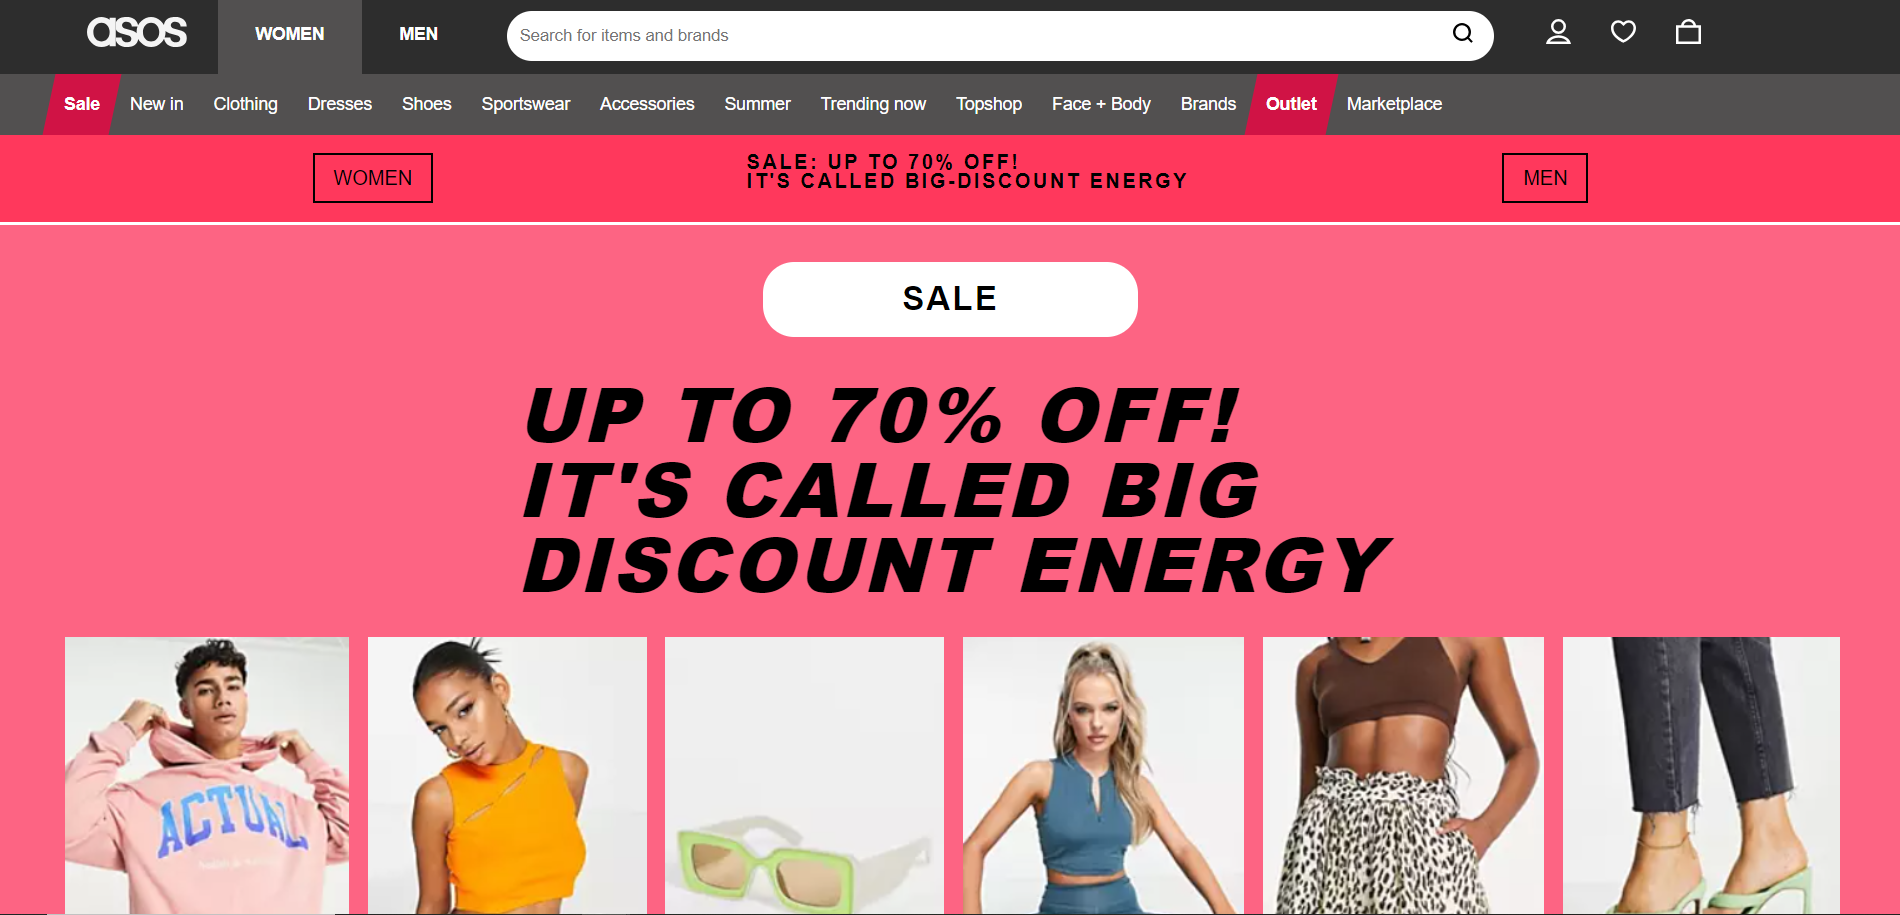 asos
WOMEN
MEN
Search for items and brands
Sale
New in
Clothing
Dresses
Shoes
Sportswear
Accessories
Summer
Trending now
Topshop
Face + Body
Brands
Outlet
Marketplace
WOMEN
SALE: UP TO 70% OFF!
IT'S CALLED BIG-DISCOUNT ENERGY
MEN
SALE
UP TO 70% OFF!
IT'S CALLED BIG
DISCOUNT ENERGY
ACTUAL